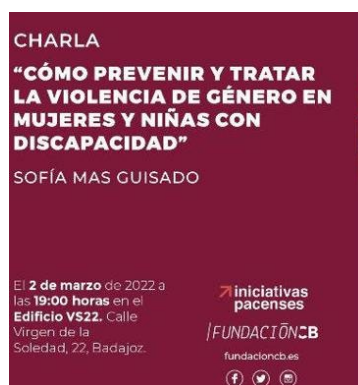 CHARLA
“CÓMO PREVENIR Y TRATAR
LA VIOLENCIA DE GÉNERO EN
MUJERES Y NIÑAS CON
DISCAPACIDAD”
SOFÍA MAS GUISADO
El 2 de marzo de 2022 a
las 19:00 horas en el
Edificio VS22. Calle
Virgen de la
Soledad, 22, Badajoz.
iniciativas
pacenses
FUNDACIÓNCB
fundacioncb.es